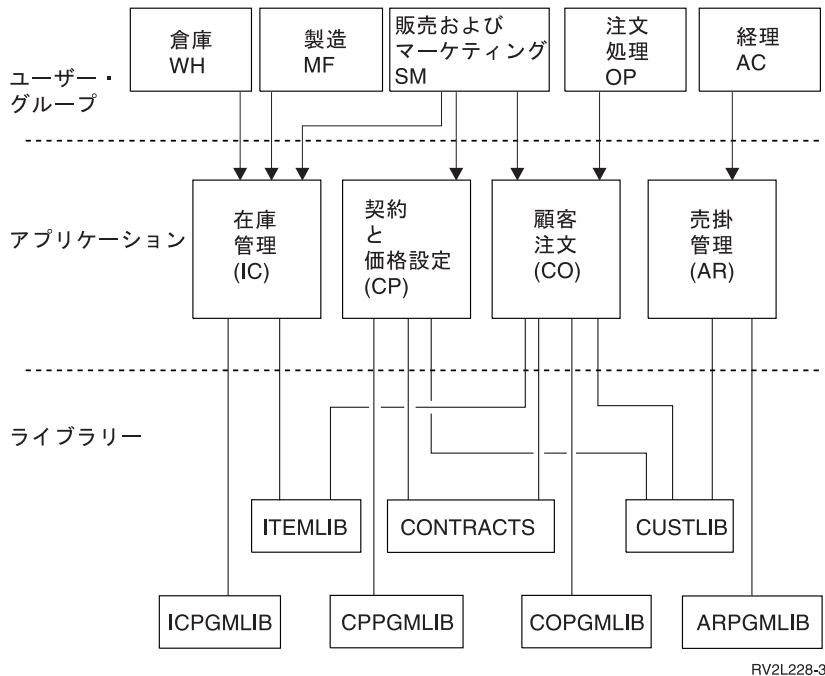 倉庫
WH
製造
MF
販売および
マーケティング
SM
注文
処理
OP
経理
AC
ユーザー・
グループ
アプリケーション
在庫
管理
(IC)
契約
と
価格設定
(CP)
顧客
注文
(CO)
売掛
管理
(AR)
ライブラリー
ITEMLIB
CONTRACTS
CUSTLIB
ICPGMLIB
CPPGMLIB
COPGMLIB
ARPGMLIB
RV2L228-3